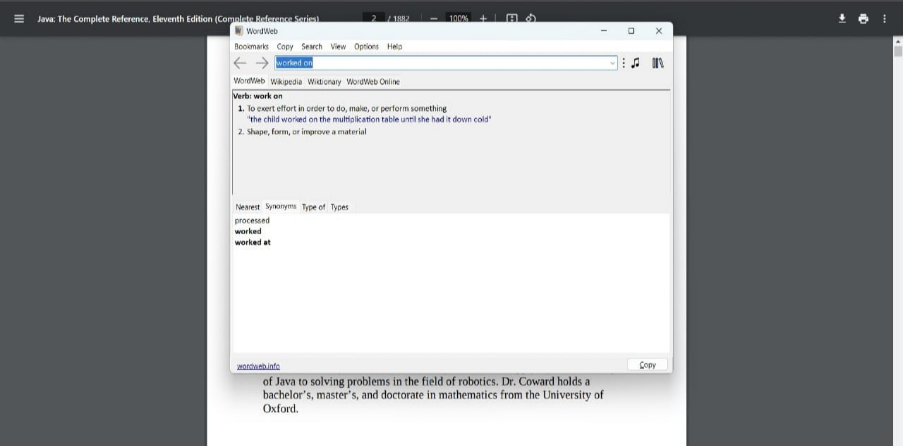 Java: The Complete Reference, Eleventh Edition (Complete Reference Series)
2 / 1882 — 100% +
WordWeb
Bookmarks Copy Search View Options Help
worked on
WordWeb Wikipedia Wiktionary WordWeb Online
Verb: work on
1. To exert effort in order to do, make, or perform something
"the child worked on the multiplication table until she had it down cold"
2. Shape, form, or improve a material
Nearest Synonyms Type of Types
processed
worked
worked at
wordweb.info
Copy
of Java to solving problems in the field of robotics. Dr. Coward holds a
bachelor's, master's, and doctorate in mathematics from the University of
Oxford.